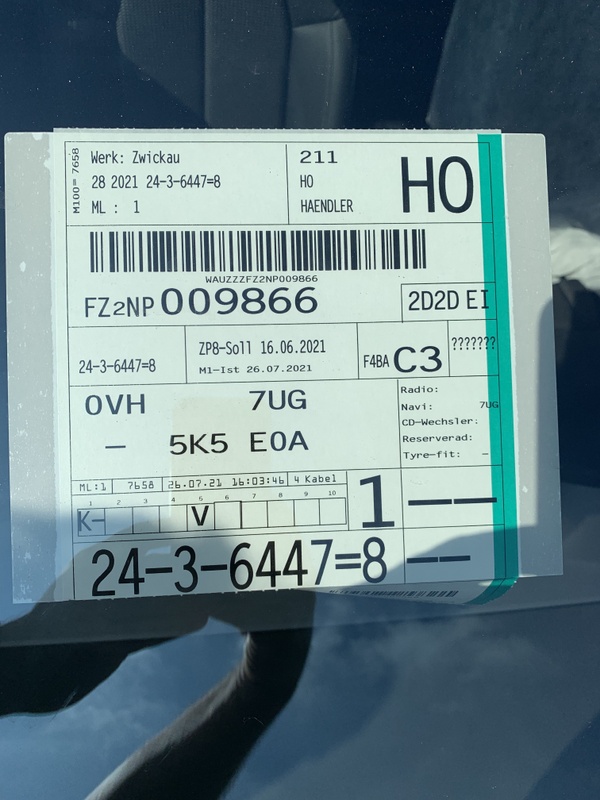 M100= 7658
Werk: Zwickau
28 2021 24-3-6447=8
ML : 1
211
HO
HAENDLER
HO
WAUZZZFZ2NP009866
FZ2NP 009866
2D2D EI
24-3-6447=8
ZP8-Soll 16.06.2021
M1-Ist 26.07.2021
F4BA C3
???????
0VH 7UG
– 5K5 E0A
Radio:
Navi: 7UG
CD-Wechsler:
Reserverad:
Tyre-fit: –
ML:1 7658 26.07.21 16:03:46 4 Kabel
1 2 3 4 5 6 7 8 9 10
K– V
1
——
24-3-6447=8
——